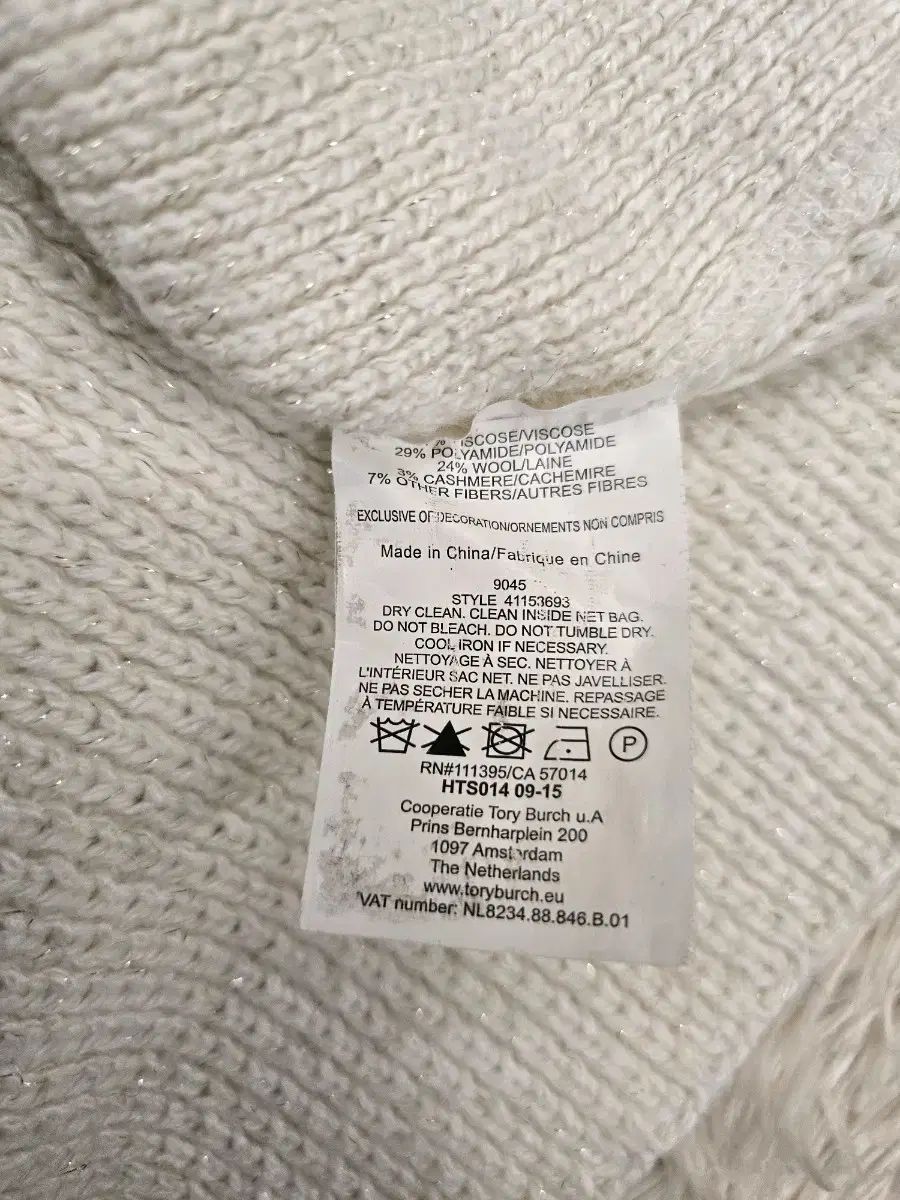 VISCOSE/VISCOSE
29% POLYAMIDE/POLYAMIDE
24% WOOL/LAINE
3% CASHMERE/CACHEMIRE
7% OTHER FIBERS/AUTRES FIBRES
EXCLUSIVE OF DECORATION/ORNEMENTS NON COMPRIS
Made in China/Fabrique en Chine
9045
STYLE 41153693
DRY CLEAN. CLEAN INSIDE NET BAG.
DO NOT BLEACH. DO NOT TUMBLE DRY.
COOL IRON IF NECESSARY.
NETTOYAGE À SEC. NETTOYER À
L'INTÉRIEUR SAC NET. NE PAS JAVELLISER.
NE PAS SECHER LA MACHINE. REPASSAGE
À TEMPÉRATURE FAIBLE SI NECESSAIRE.
P
RN#111395/CA 57014
HTS014 09-15
Cooperatie Tory Burch u.A
Prins Bernharplein 200
1097 Amsterdam
The Netherlands
www.toryburch.eu
VAT number: NL8234.88.846.B.01